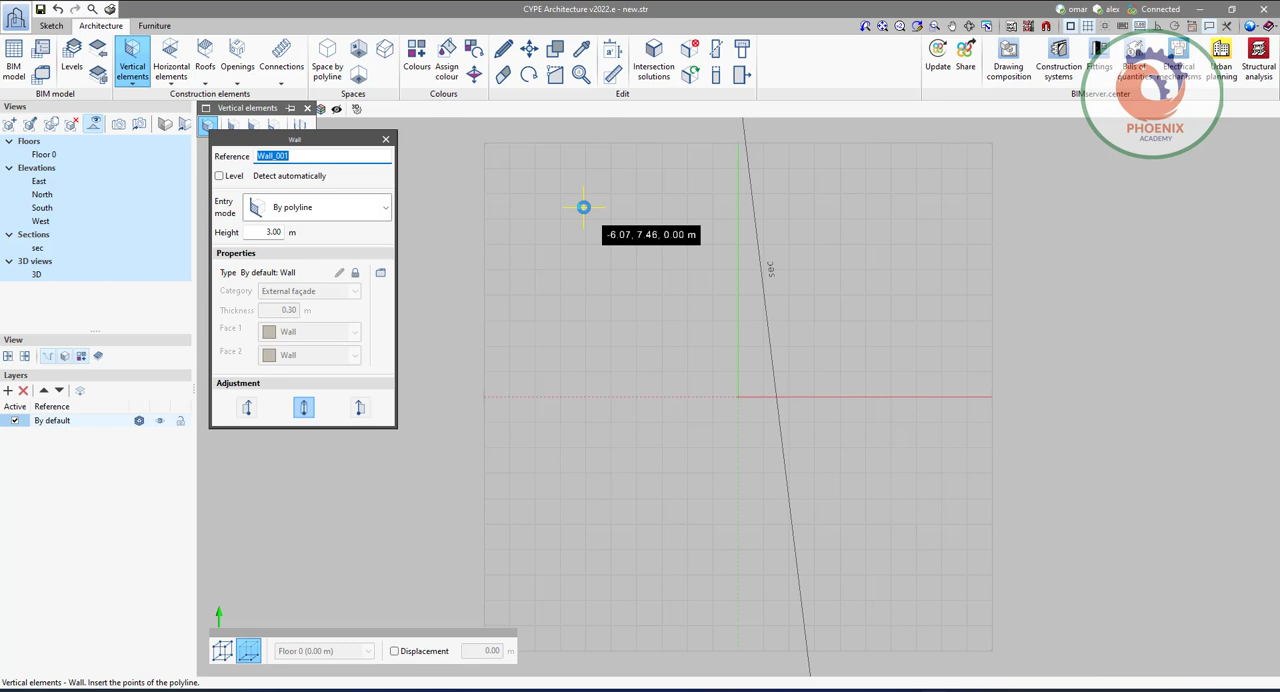 CYPE Architecture v2022.e - new.str
omar
alex
Connected
Sketch
Architecture
Furniture
BIM model
Levels
BIM model
Vertical elements
Horizontal elements
Roofs
Openings
Connections
Construction elements
Space by polyline
Spaces
Colours
Assign colour
Colours
Edit
Intersection solutions
Update
Share
Drawing composition
Construction systems
Fittings
Bills of quantities
Electrical mechanisms
Urban planning
Structural analysis
BIMserver.center
PHOENIX
ACADEMY
Views
Floors
Floor 0
Elevations
East
North
South
West
Sections
sec
3D views
3D
View
Layers
Active
Reference
By default
Vertical elements
Wall
Reference
Wall_001
Level
Detect automatically
Entry mode
By polyline
Height
3.00 m
Properties
Type By default: Wall
Category
External façade
Thickness
0.30 m
Face 1
Wall
Face 2
Wall
Adjustment
-6.07, 7.46, 0.00 m
sec
Floor 0 (0.00 m)
Displacement
0.00 m
Vertical elements - Wall. Insert the points of the polyline.